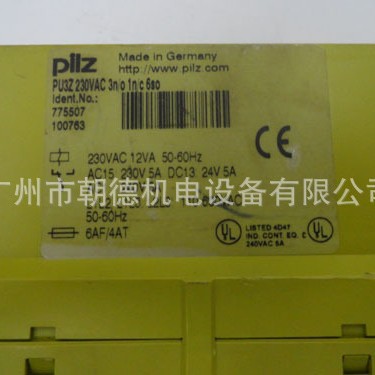 pilz
Made in Germany
http://www.pilz.com
PU3Z 230VAC 3n/o 1n/c 6so
Ident.No.:
775507
100763
230VAC 12VA 50-60Hz
AC15 230V 5A DC13 24V 5A
广州市朝德机电设备有限公司
50-60Hz
6AF/4AT
CE
UL
LISTED 4D47
IND. CONT. EQ.
240VAC 5A
UL